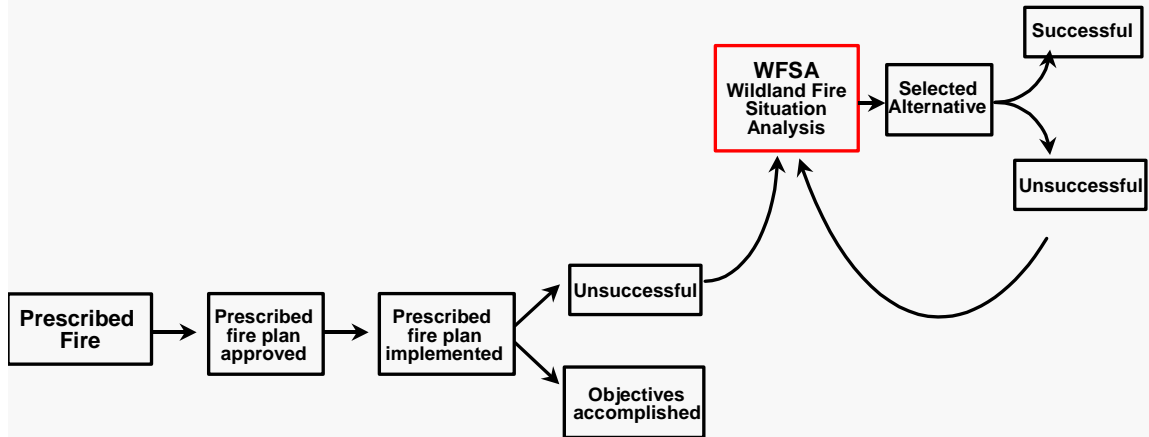 Prescribed
Fire
Prescribed
fire plan
approved
Prescribed
fire plan
implemented
Unsuccessful
Objectives
accomplished
WFSA
Wildland Fire
Situation
Analysis
Selected
Alternative
Successful
Unsuccessful